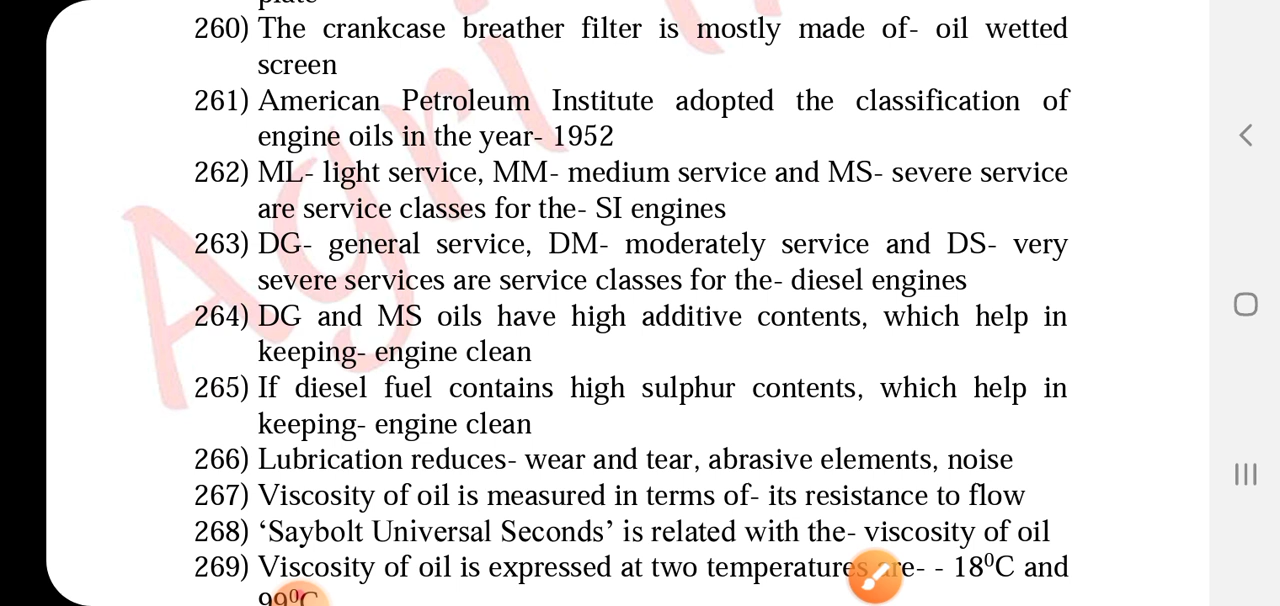 plate
260) The crankcase breather filter is mostly made of- oil wetted
screen
261) American Petroleum Institute adopted the classification of
engine oils in the year- 1952
262) ML- light service, MM- medium service and MS- severe service
are service classes for the- SI engines
263) DG- general service, DM- moderately service and DS- very
severe services are service classes for the- diesel engines
264) DG and MS oils have high additive contents, which help in
keeping- engine clean
265) If diesel fuel contains high sulphur contents, which help in
keeping- engine clean
266) Lubrication reduces- wear and tear, abrasive elements, noise
267) Viscosity of oil is measured in terms of- its resistance to flow
268) ‘Saybolt Universal Seconds’ is related with the- viscosity of oil
269) Viscosity of oil is expressed at two temperatures are- - 18⁰C and
99⁰C
Agri